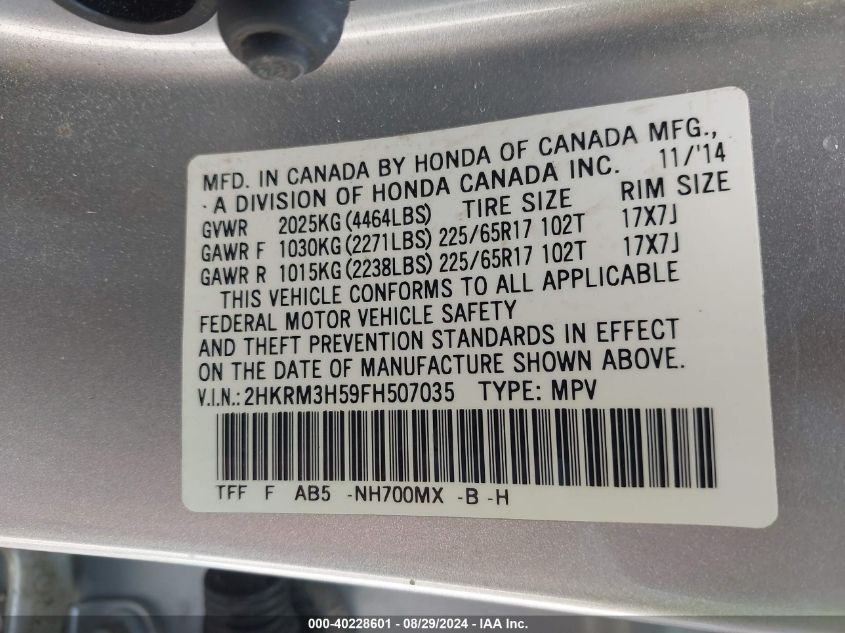 MFD. IN CANADA BY HONDA OF CANADA MFG.,
A DIVISION OF HONDA CANADA INC. 11/'14
GVWR 2025KG (4464LBS) TIRE SIZE RIM SIZE
GAWR F 1030KG (2271LBS) 225/65R17 102T 17X7J
GAWR R 1015KG (2238LBS) 225/65R17 102T 17X7J
THIS VEHICLE CONFORMS TO ALL APPLICABLE
FEDERAL MOTOR VEHICLE SAFETY
AND THEFT PREVENTION STANDARDS IN EFFECT
ON THE DATE OF MANUFACTURE SHOWN ABOVE.
V.I.N.: 2HKRM3H59FH507035 TYPE: MPV
TFF F AB5 -NH700MX -B -H
000-40228601 - 08/29/2024 - IAA Inc.